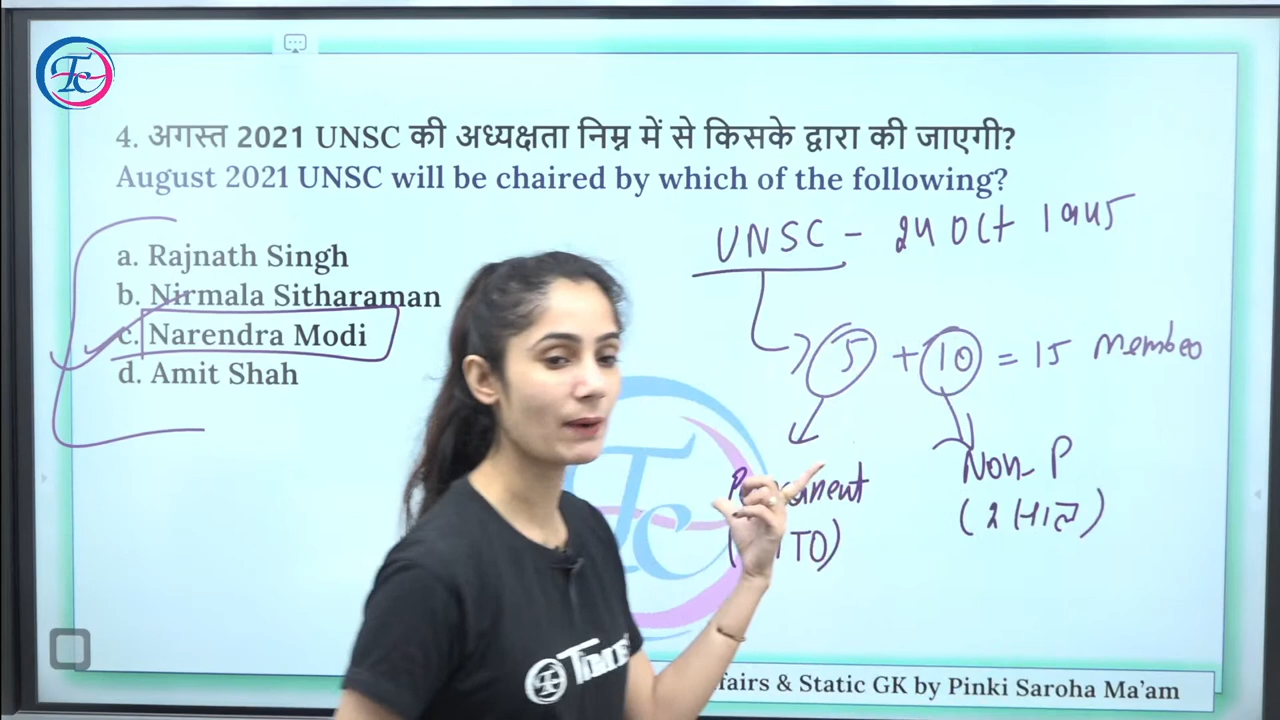 Tc
4. अगस्त 2021 UNSC की अध्यक्षता निम्न में से किसके द्वारा की जाएगी?
August 2021 UNSC will be chaired by which of the following?
a. Rajnath Singh
b. Nirmala Sitharaman
c. Narendra Modi
d. Amit Shah
UNSC - 24 Oct 1945
5 + 10 = 15 Member
Non-P
(2 साल)
Tc
fairs & Static GK by Pinki Saroha Ma'am